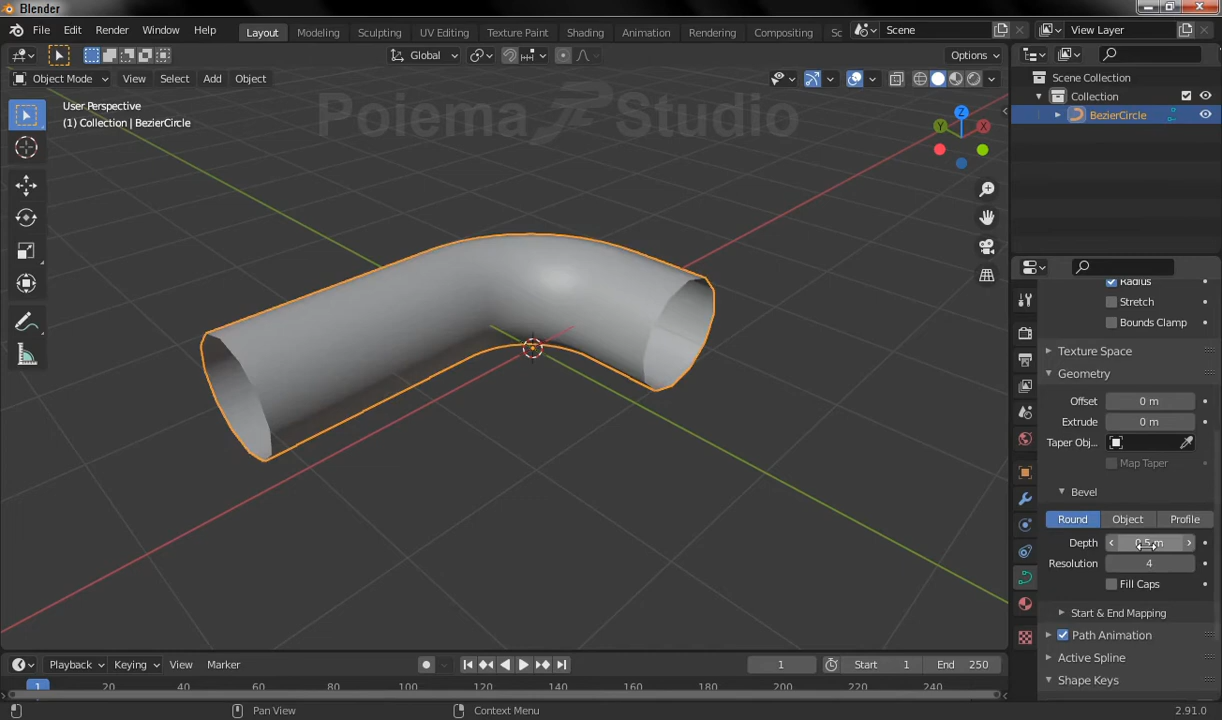 Blender
File Edit Render Window Help Layout Modeling Sculpting UV Editing Texture Paint Shading Animation Rendering Compositing Sc Scene View Layer
Global Options
Object Mode View Select Add Object
User Perspective
(1) Collection | BezierCircle
Poiema Studio
Z
Y X
Scene Collection
Collection
BezierCircle
Radius
Stretch
Bounds Clamp
Texture Space
Geometry
Offset 0 m
Extrude 0 m
Taper Obj...
Map Taper
Bevel
Round Object Profile
Depth 0.5 m
Resolution 4
Fill Caps
Start & End Mapping
Path Animation
Active Spline
Shape Keys
Playback Keying View Marker 1 Start 1 End 250
1 20 40 60 80 100 120 140 160 180 200 220 240
Pan View Context Menu 2.91.0